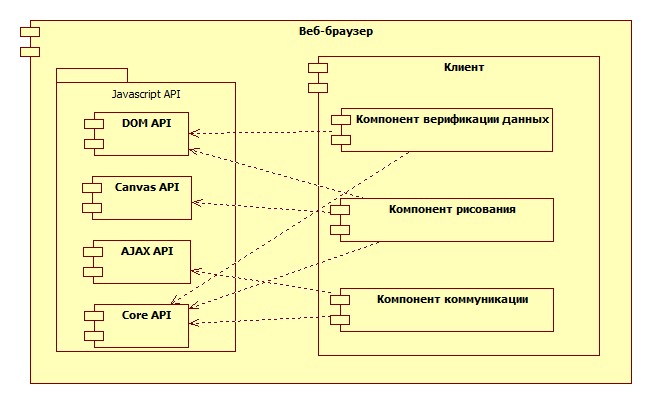 Веб-браузер
Клиент
Javascript API
DOM API
Компонент верификации данных
Canvas API
Компонент рисования
AJAX API
Компонент коммуникации
Core API